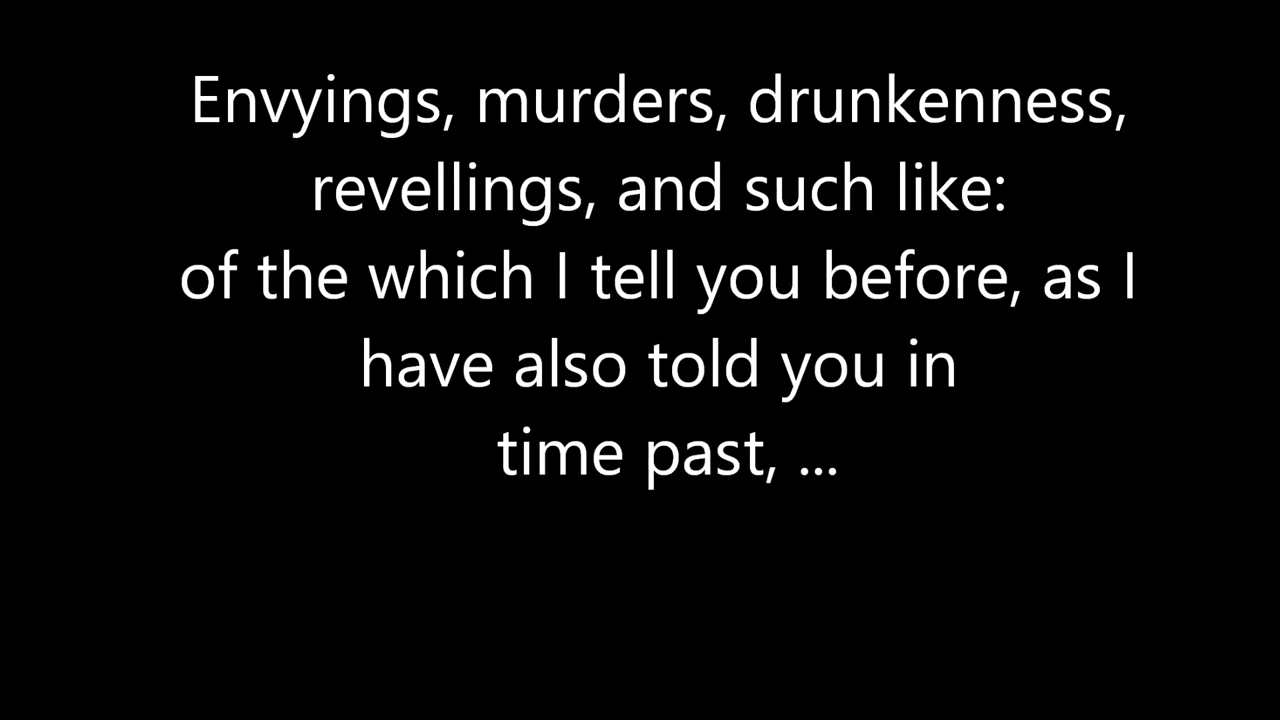 Envyings, murders, drunkenness,
revellings, and such like:
of the which I tell you before, as I
have also told you in
time past, ...